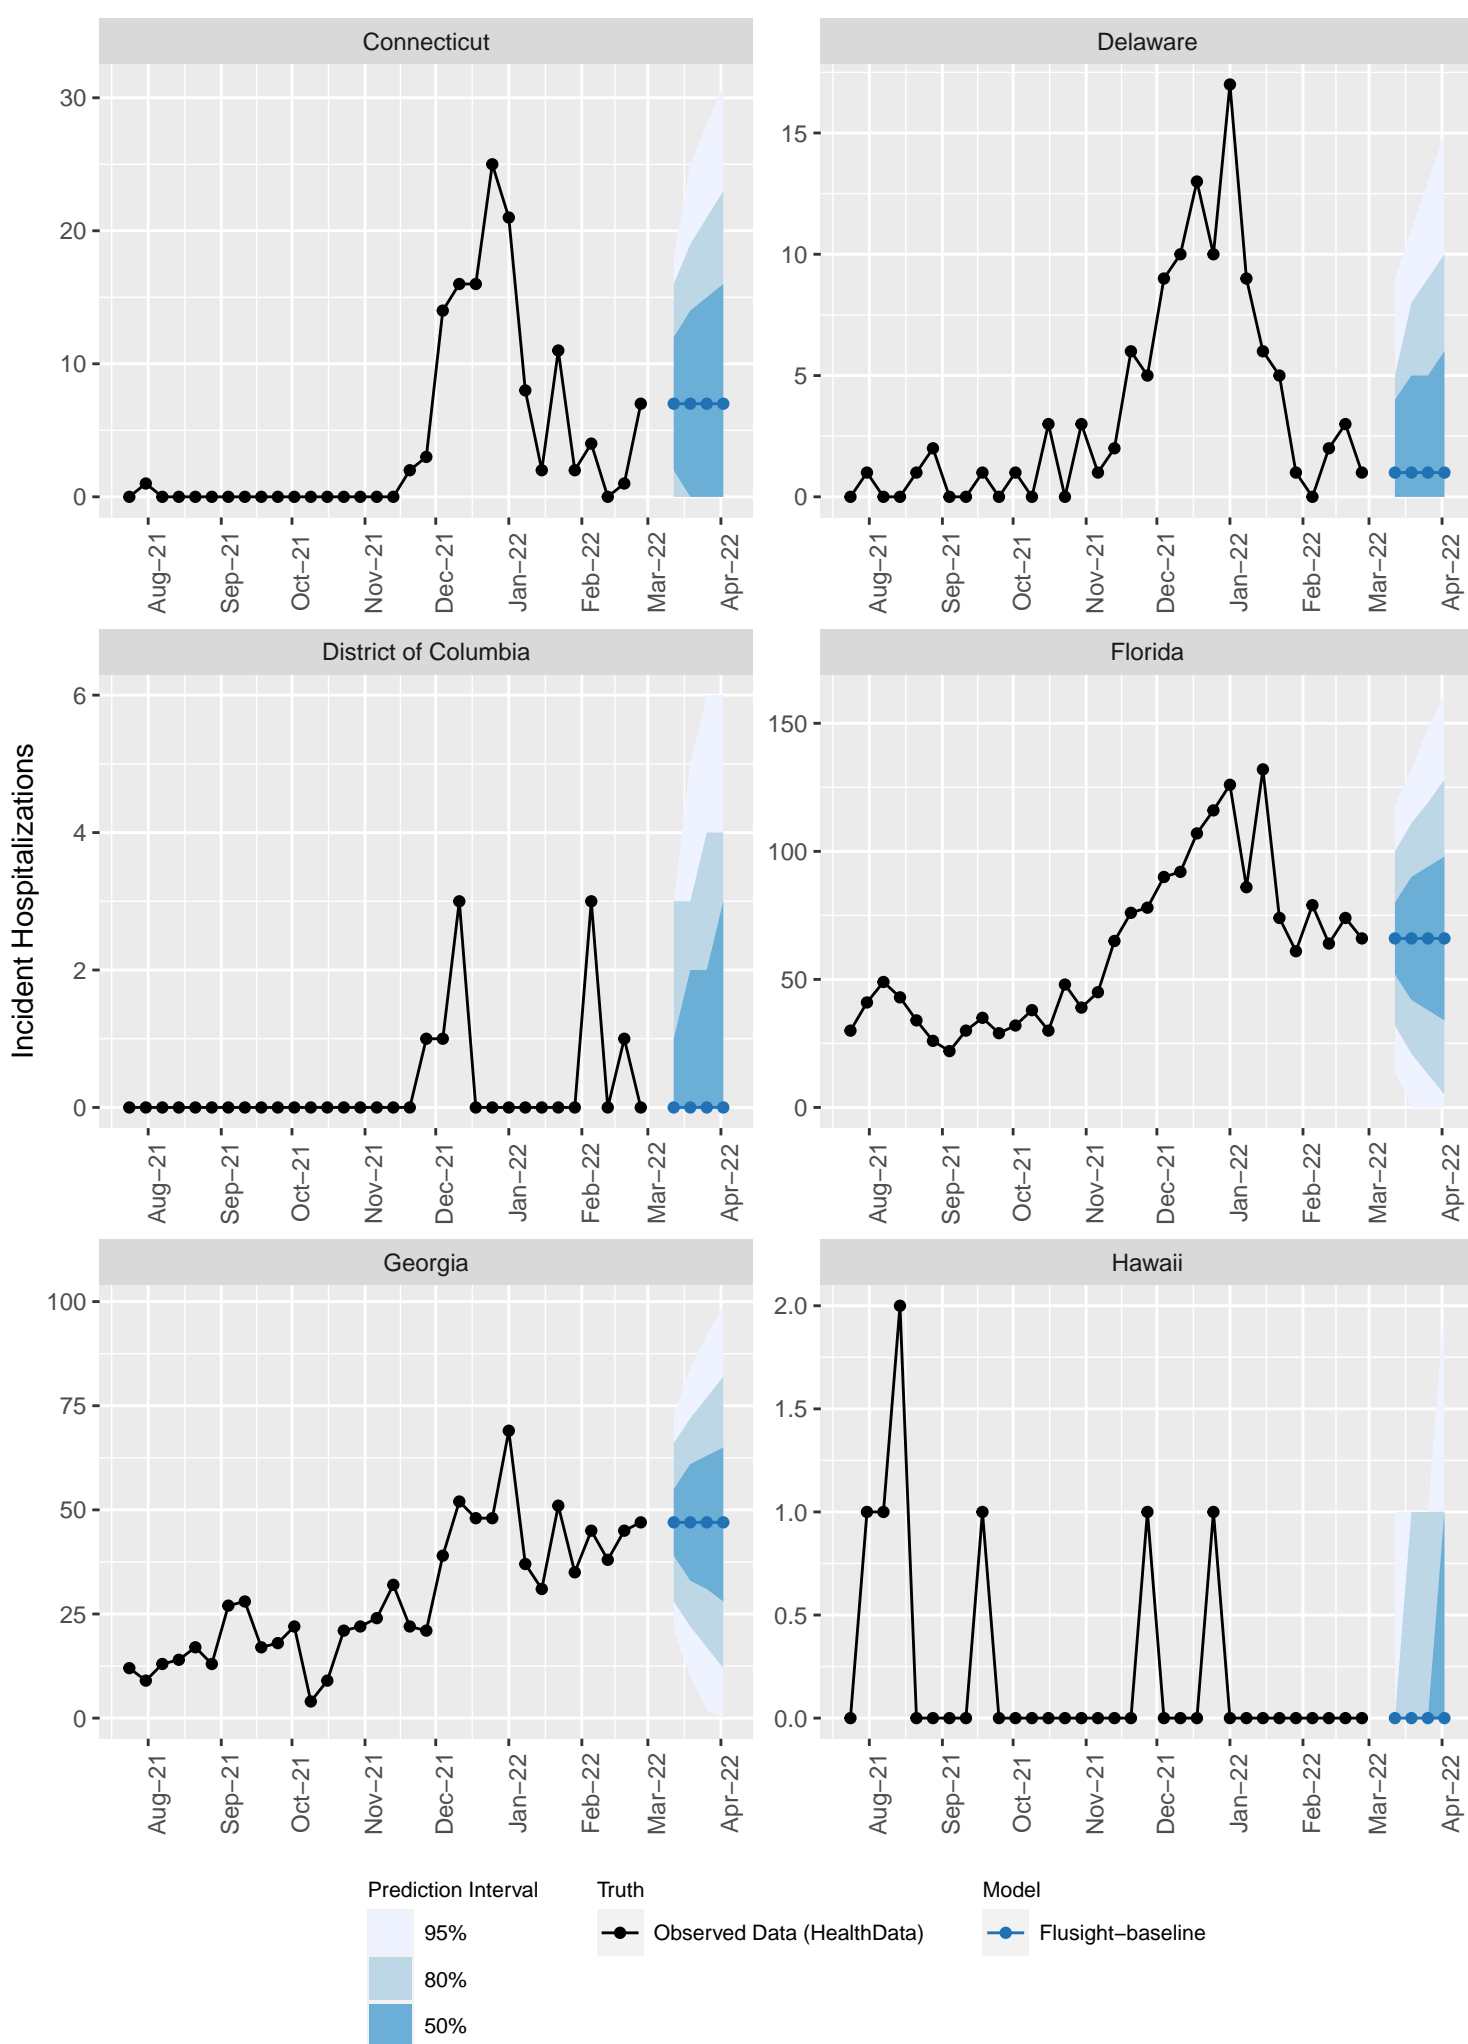 Connecticut
Delaware
30
20
10
0
15
10
5
0
Aug−21
Sep−21
Oct−21
Nov−21
Dec−21
Jan−22
Feb−22
Mar−22
Apr−22
Aug−21
Sep−21
Oct−21
Nov−21
Dec−21
Jan−22
Feb−22
Mar−22
Apr−22
Incident Hospitalizations
District of Columbia
Florida
6
4
2
0
150
100
50
0
Aug−21
Sep−21
Oct−21
Nov−21
Dec−21
Jan−22
Feb−22
Mar−22
Apr−22
Aug−21
Sep−21
Oct−21
Nov−21
Dec−21
Jan−22
Feb−22
Mar−22
Apr−22
Georgia
Hawaii
100
75
50
25
0
2.0
1.5
1.0
0.5
0.0
Aug−21
Sep−21
Oct−21
Nov−21
Dec−21
Jan−22
Feb−22
Mar−22
Apr−22
Aug−21
Sep−21
Oct−21
Nov−21
Dec−21
Jan−22
Feb−22
Mar−22
Apr−22
Prediction Interval
95%
80%
50%
Truth
Observed Data (HealthData)
Model
Flusight−baseline